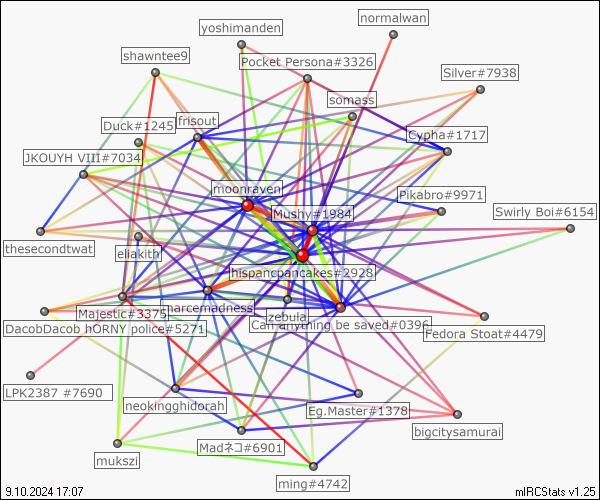 normalwan
yoshimanden
shawntee9
Pocket Persona#3326
Silver#7938
somass
frisout
Duck#1245
Cypha#1717
JKOUYH VIII#7034
moonraven
Pikabro#9971
Mushy#1984
Swirly Boi#6154
thesecondtwat
eliakith
hispancpancakes#2928
Majestic#3375
marcemadness
zebula
Can anything be saved#0396
DacobDacob hORNY police#5271
Fedora Stoat#4479
LPK2387 #7690
neokingghidorah
Eg.Master#1378
bigcitysamurai
Madネコ#6901
mukszi
ming#4742
9.10.2024 17:07
mIRCStats v1.25